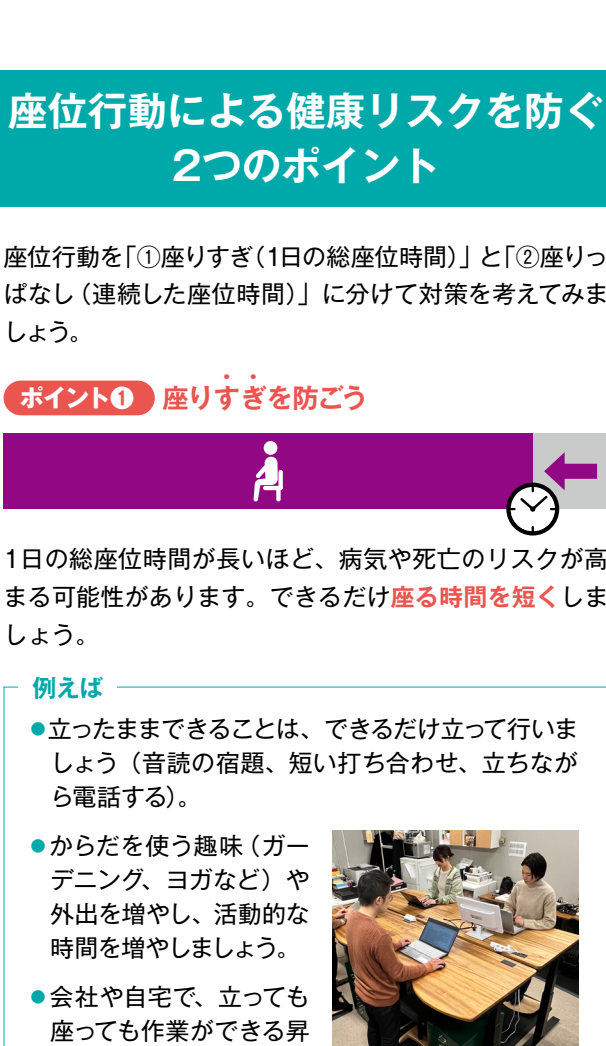 座位行動による健康リスクを防ぐ
2つのポイント
座位行動を「①座りすぎ（1日の総座位時間）」と「②座りっ
ぱなし（連続した座位時間）」に分けて対策を考えてみま
しょう。
ポイント❶ 座りすぎを防ごう
1日の総座位時間が長いほど、病気や死亡のリスクが高
まる可能性があります。できるだけ座る時間を短くしま
しょう。
例えば
●立ったままできることは、できるだけ立って行いま
しょう（音読の宿題、短い打ち合わせ、立ちなが
ら電話する）。
●からだを使う趣味（ガー
デニング、ヨガなど）や
外出を増やし、活動的な
時間を増やしましょう。
●会社や自宅で、立っても
座っても作業ができる昇